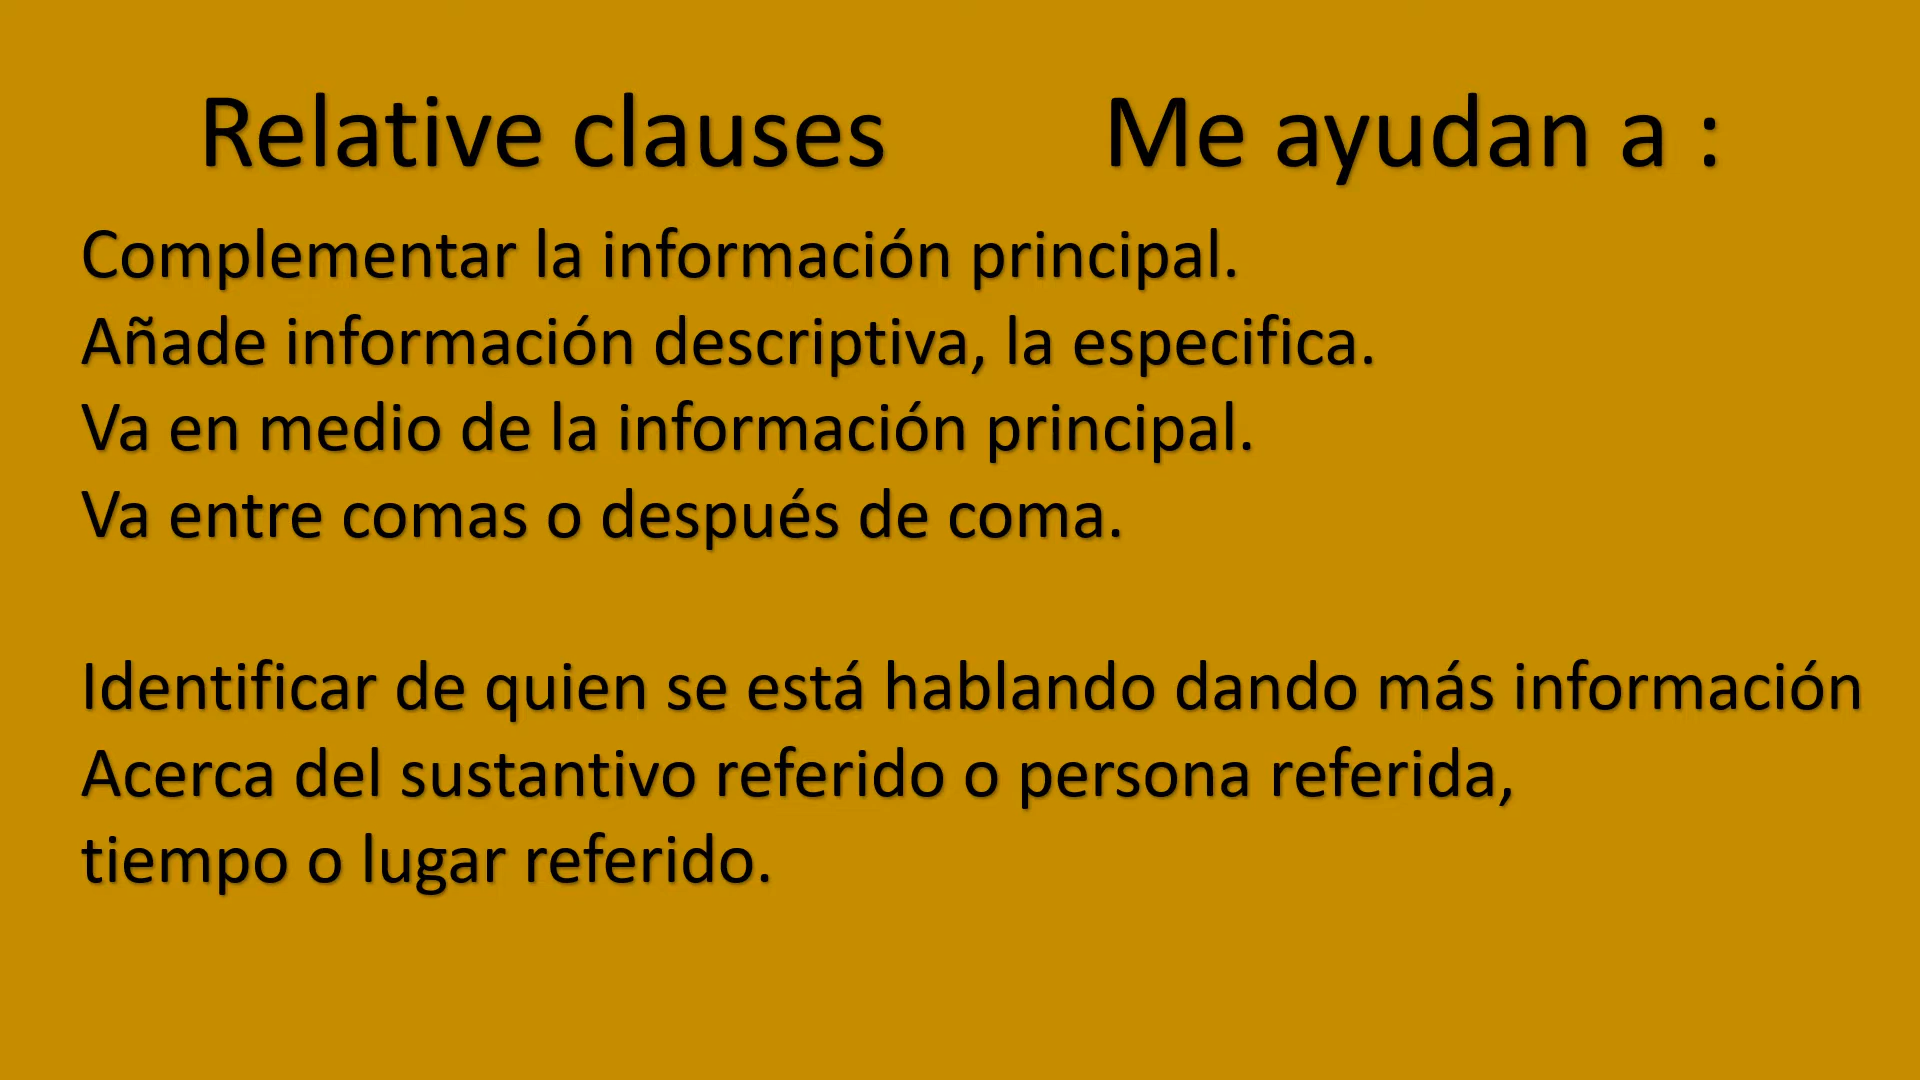 Relative clauses Me ayudan a :
Complementar la información principal.
Añade información descriptiva, la especifica.
Va en medio de la información principal.
Va entre comas o después de coma.
Identificar de quien se está hablando dando más información
Acerca del sustantivo referido o persona referida,
tiempo o lugar referido.